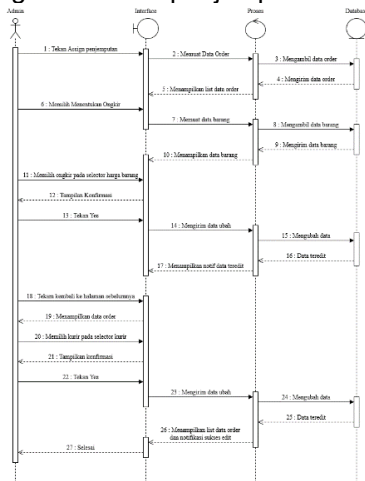 Admin
Interface
Proses
Database
1 : Tekan Assign penjemputan
2 : Memuat Data Order
3 : Mengambil data order
4 : Mengirim data order
5 : Menampilkan list data order
6 : Memilih Menentukan Ongkir
7 : Memuat data barang
8 : Mengambil data barang
9 : Mengirim data barang
10 : Menampilkan data barang
11 : Memilih ongkir pada selector harga barang
12 : Tampilan Konfirmasi
13 : Tekan Yes
14 : Mengirim data ubah
15 : Mengubah data
16 : Data teredit
17 : Menampilkan notif data teredit
18 : Tekan kembali ke halaman sebelumnya
19 : Menampilkan data order
20 : Memilih kurir pada selector kurir
21 : Tampilkan konfirmasi
22 : Tekan Yes
23 : Mengirim data ubah
24 : Mengubah data
25 : Data teredit
26 : Menampilkan list data order
dan notifikasi sukses edit
27 : Selesai